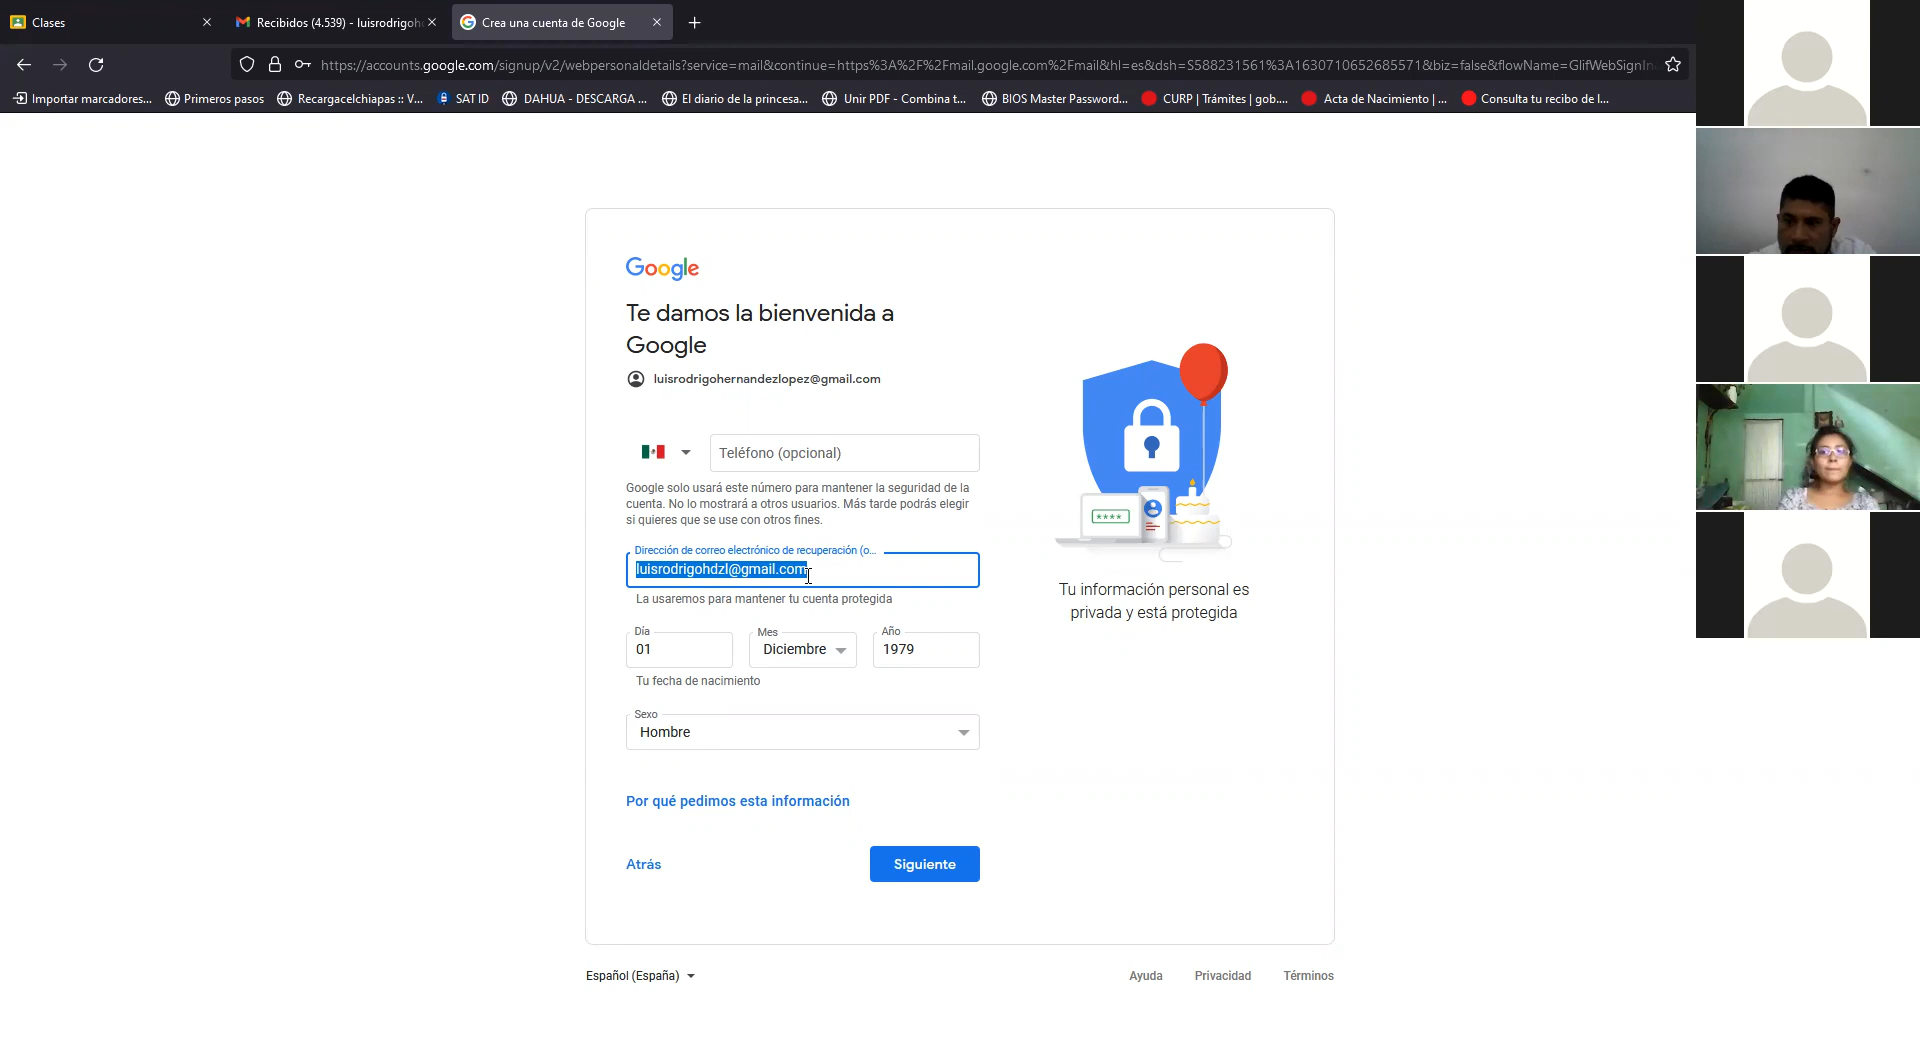 Clases
Recibidos (4.539) - luisrodrigoh
Crea una cuenta de Google
https://accounts.google.com/signup/v2/webpersonaldetails?service=mail&continue=https%3A%2F%2Fmail.google.com%2Fmail&hl=es&dsh=S588231561%3A1630710652685571&biz=false&flowName=GlifWebSignIn
Importar marcadores...
Primeros pasos
Recargacelchiapas :: V...
SAT ID
DAHUA - DESCARGA ...
El diario de la princesa...
Unir PDF - Combina t...
BIOS Master Password...
CURP | Trámites | gob....
Acta de Nacimiento | ...
Consulta tu recibo de l...
Google
Te damos la bienvenida a
Google
luisrodrigohernandezlopez@gmail.com
Teléfono (opcional)
Google solo usará este número para mantener la seguridad de la
cuenta. No lo mostrará a otros usuarios. Más tarde podrás elegir
si quieres que se use con otros fines.
Dirección de correo electrónico de recuperación (o...
luisrodrigohdzl@gmail.com
La usaremos para mantener tu cuenta protegida
Día
Mes
Año
01
Diciembre
1979
Tu fecha de nacimiento
Sexo
Hombre
Por qué pedimos esta información
Atrás
Siguiente
****
Tu información personal es
privada y está protegida
Español (España)
Ayuda
Privacidad
Términos